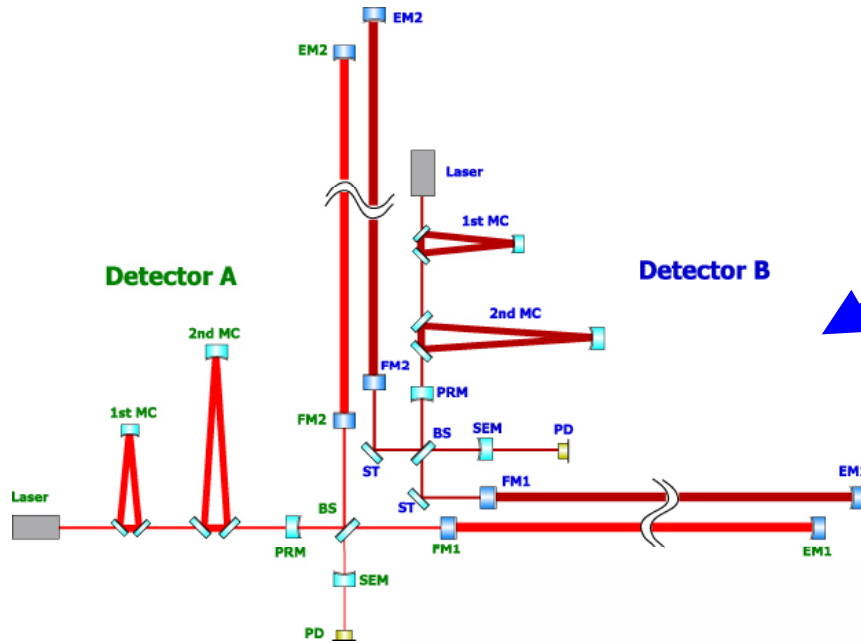 EM2
EM2
Laser
1st MC
Detector A
Detector B
2nd MC
2nd MC
FM2
PRM
1st MC
FM2
BS
SEM
PD
ST
Laser
BS
ST
FM1
EM1
PRM
FM1
EM1
SEM
PD